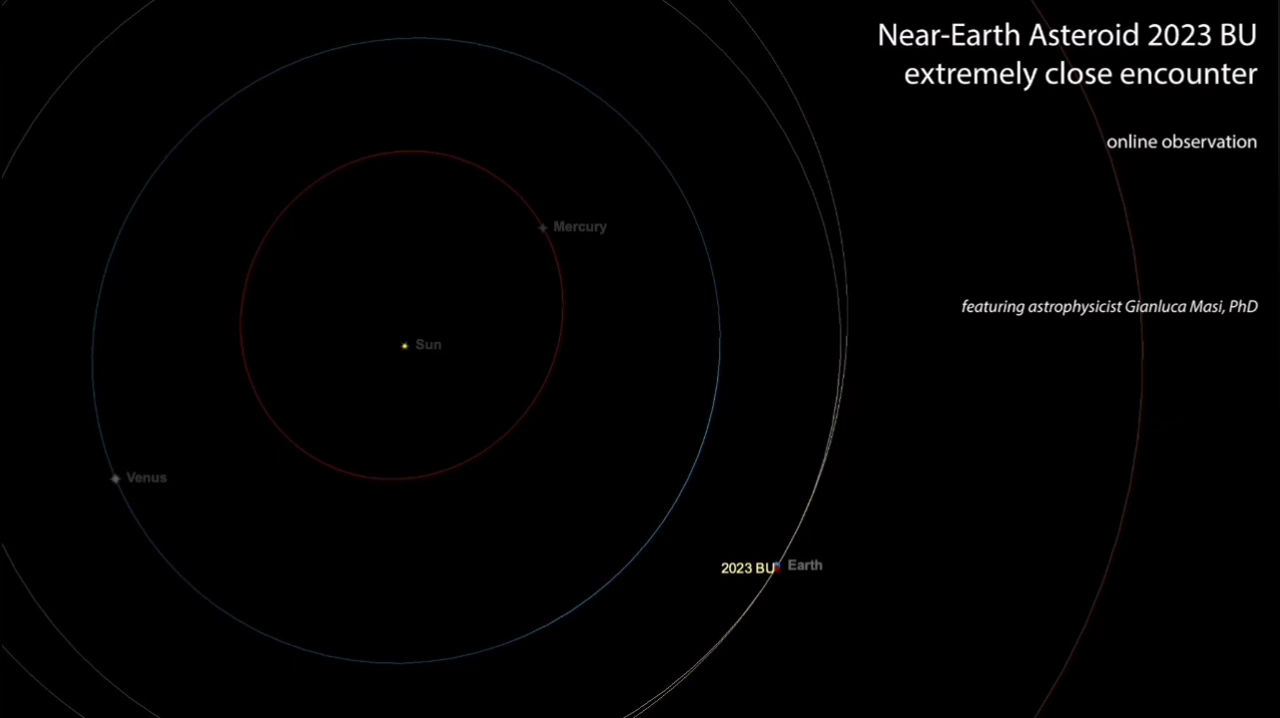 Near-Earth Asteroid 2023 BU
extremely close encounter
online observation
Mercury
featuring astrophysicist Gianluca Masi, PhD
Sun
Venus
2023 BU
Earth